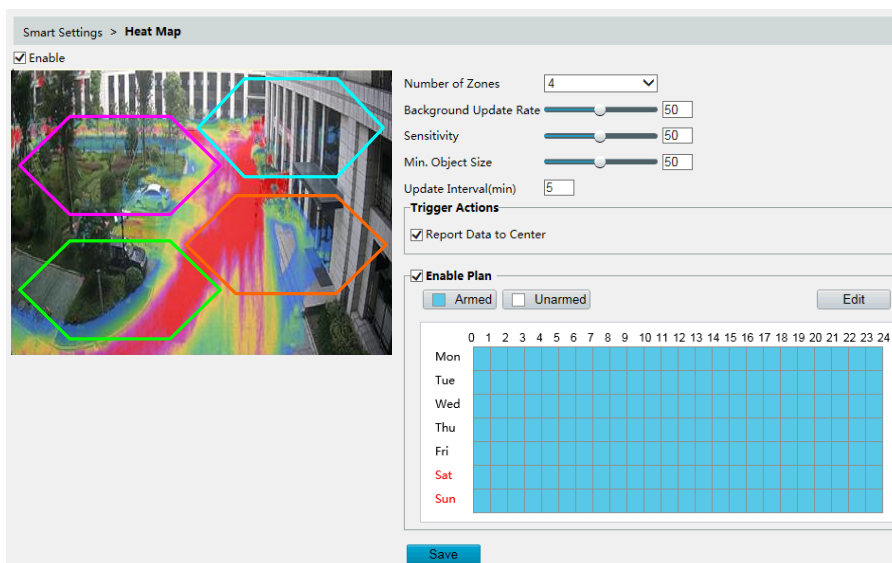 Smart Settings > Heat Map
Enable
Number of Zones 4
Background Update Rate 50
Sensitivity 50
Min. Object Size 50
Update Interval(min) 5
Trigger Actions
Report Data to Center
Enable Plan
Armed Unarmed Edit
0 1 2 3 4 5 6 7 8 9 10 11 12 13 14 15 16 17 18 19 20 21 22 23 24
Mon
Tue
Wed
Thu
Fri
Sat
Sun
Save